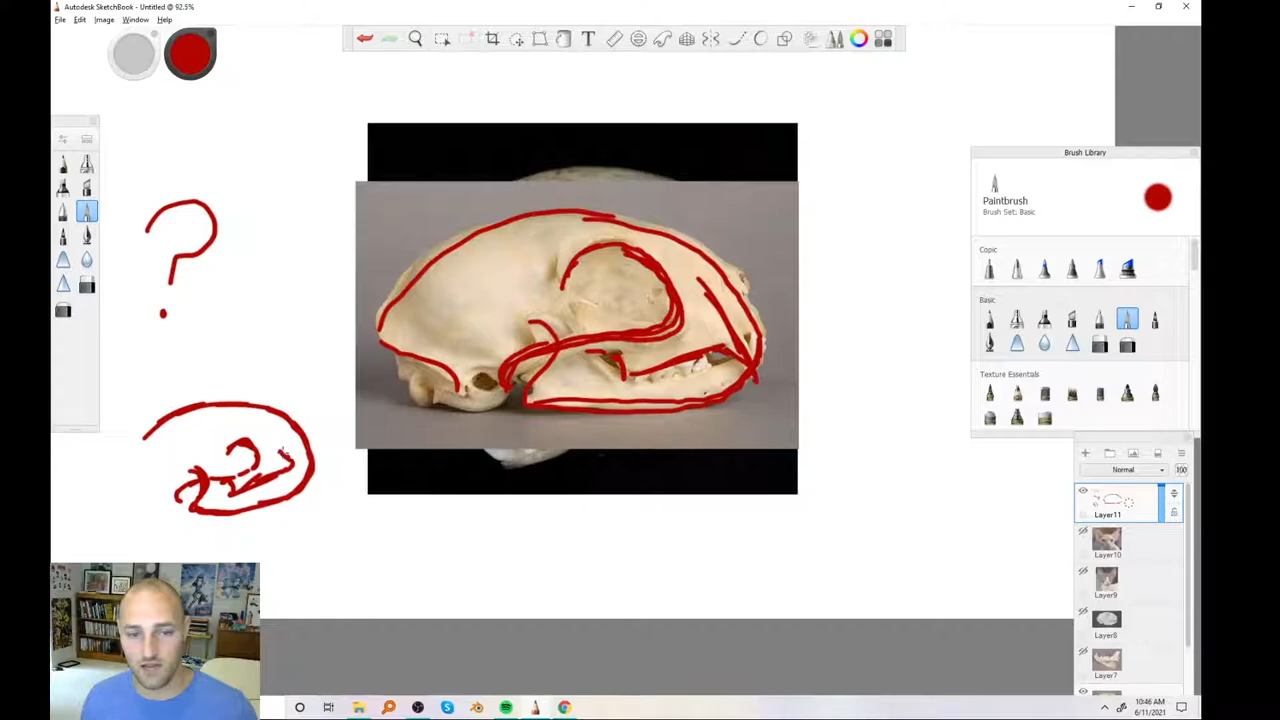 Autodesk SketchBook - Untitled @ 92.5%
File Edit Image Window Help
T
?
Brush Library
Paintbrush
Brush Set: Basic
Copic
Basic
Texture Essentials
Normal
100
Layer11
Layer10
Layer9
Layer8
Layer7
10:46 AM
6/11/2021